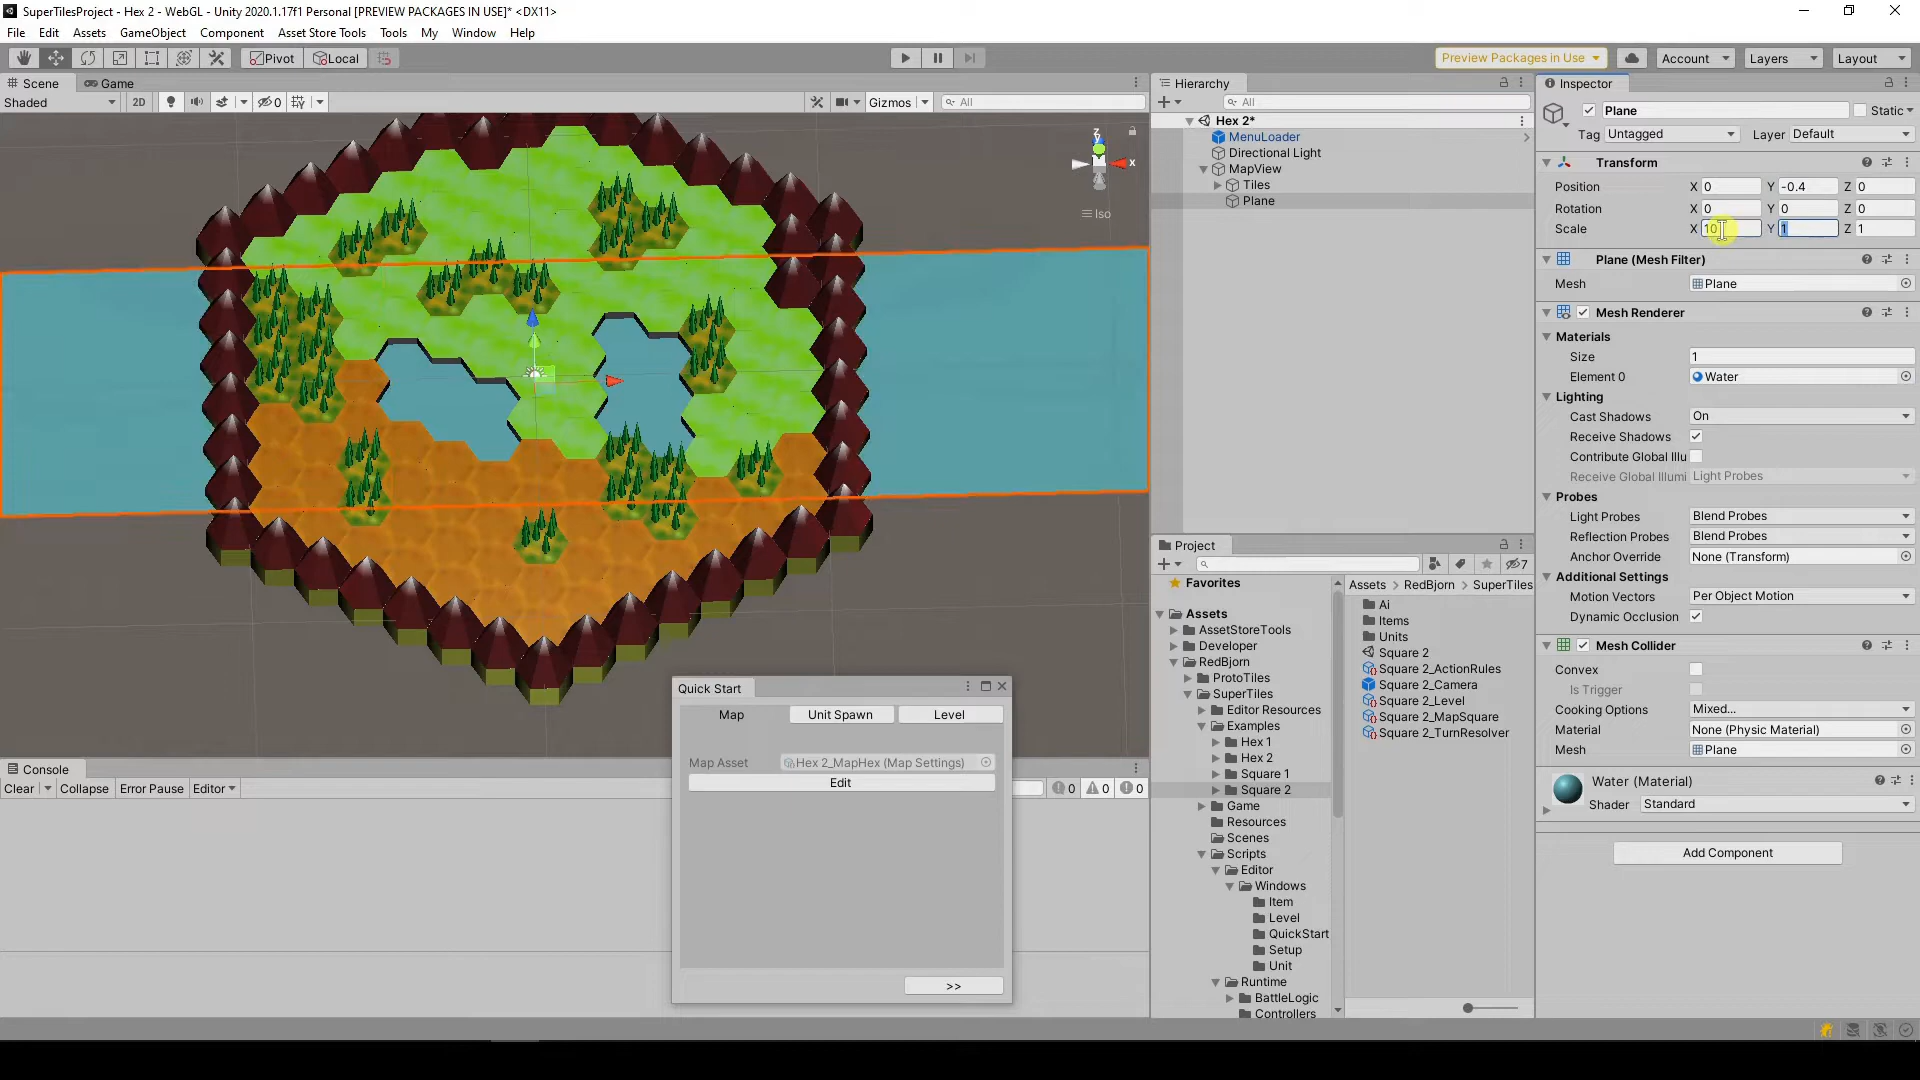 SuperTilesProject - Hex 2 - WebGL - Unity 2020.1.17f1 Personal [PREVIEW PACKAGES IN USE]* <DX11>
File Edit Assets GameObject Component Asset Store Tools Tools My Window Help
Pivot Local Preview Packages in Use Account Layers Layout
Scene Game
Shaded 2D 0 Gizmos All
z
x
Iso
Hierarchy
All
Hex 2*
MenuLoader
Directional Light
MapView
Tiles
Plane
Inspector
Plane Static
Tag Untagged Layer Default
Transform
Position X 0 Y -0.4 Z 0
Rotation X 0 Y 0 Z 0
Scale X 10 Y 1 Z 1
Plane (Mesh Filter)
Mesh Plane
Mesh Renderer
Materials
Size 1
Element 0 Water
Lighting
Cast Shadows On
Receive Shadows
Contribute Global Illu
Receive Global Illumi Light Probes
Probes
Light Probes Blend Probes
Reflection Probes Blend Probes
Anchor Override None (Transform)
Additional Settings
Motion Vectors Per Object Motion
Dynamic Occlusion
Mesh Collider
Convex
Is Trigger
Cooking Options Mixed...
Material None (Physic Material)
Mesh Plane
Water (Material)
Shader Standard
Add Component
Project
7
Favorites
Assets
AssetStoreTools
Developer
RedBjorn
ProtoTiles
SuperTiles
Editor Resources
Examples
Hex 1
Hex 2
Square 1
Square 2
Game
Resources
Scenes
Scripts
Editor
Windows
Item
Level
QuickStart
Setup
Unit
Runtime
BattleLogic
Controllers
Assets > RedBjorn > SuperTiles
Ai
Items
Units
Square 2
Square 2_ActionRules
Square 2_Camera
Square 2_Level
Square 2_MapSquare
Square 2_TurnResolver
Quick Start
Map Unit Spawn Level
Map Asset Hex 2_MapHex (Map Settings)
Edit
>>
Console
Clear Collapse Error Pause Editor 0 0 0